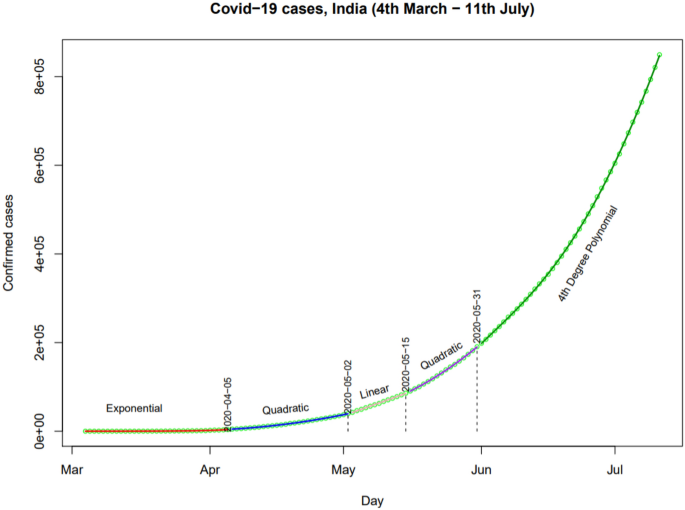 Covid−19 cases, India (4th March − 11th July)
Confirmed cases
8e+05
6e+05
4e+05
2e+05
0e+00
Exponential
2020−04−05
Quadratic
2020−05−02
Linear
2020−05−15
Quadratic
2020−05−31
4th Degree Polynomial
Mar
Apr
May
Jun
Jul
Day